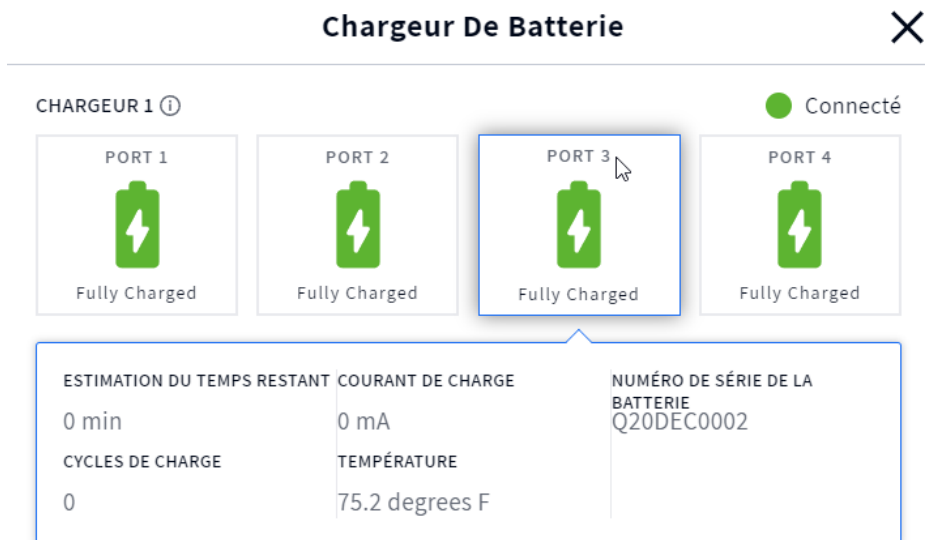 Chargeur De Batterie
CHARGEUR 1
Connecté
PORT 1
PORT 2
PORT 3
PORT 4
Fully Charged
Fully Charged
Fully Charged
Fully Charged
ESTIMATION DU TEMPS RESTANT
0 min
COURANT DE CHARGE
0 mA
NUMÉRO DE SÉRIE DE LA
BATTERIE
Q20DEC0002
CYCLES DE CHARGE
0
TEMPÉRATURE
75.2 degrees F